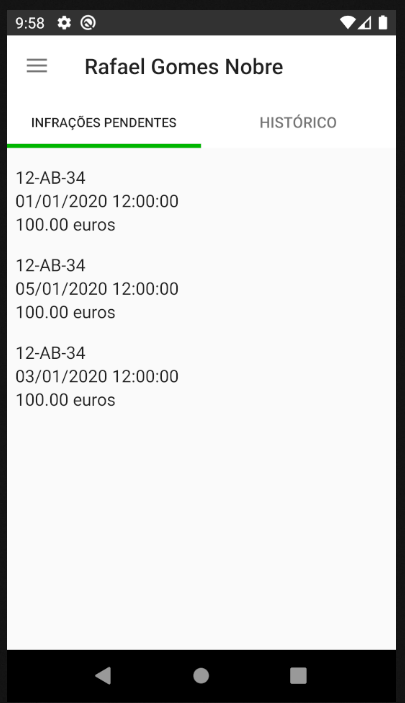 9:58
Rafael Gomes Nobre
INFRAÇÕES PENDENTES
HISTÓRICO
12-AB-34
01/01/2020 12:00:00
100.00 euros
12-AB-34
05/01/2020 12:00:00
100.00 euros
12-AB-34
03/01/2020 12:00:00
100.00 euros